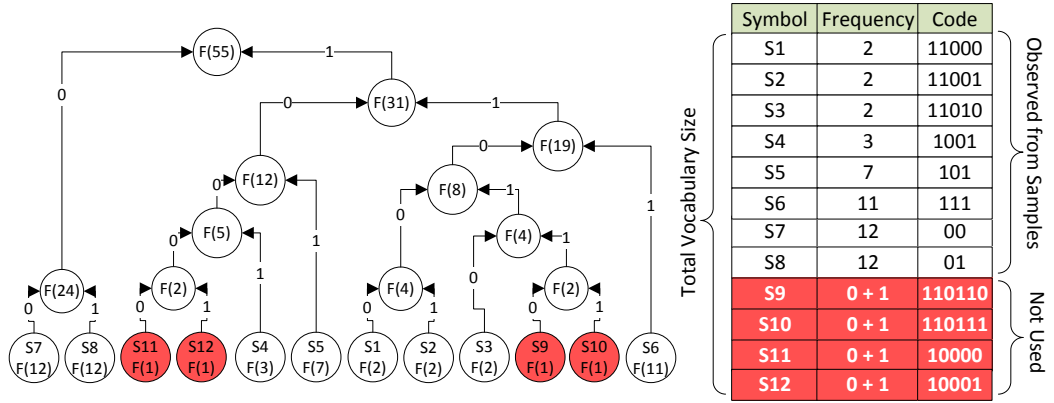 F(55)
0
1
F(31)
0
1
F(19)
0
1
F(12)
0
1
F(8)
0
1
F(5)
0
1
F(4)
0
1
F(24)
0
1
F(2)
0
1
F(4)
0
1
F(2)
0
1
S7
F(12)
S8
F(12)
S11
F(1)
S12
F(1)
S4
F(3)
S5
F(7)
S1
F(2)
S2
F(2)
S3
F(2)
S9
F(1)
S10
F(1)
S6
F(11)
Total Vocabulary Size
Symbol Frequency Code
S1 2 11000
S2 2 11001
S3 2 11010
S4 3 1001
S5 7 101
S6 11 111
S7 12 00
S8 12 01
S9 0 + 1 110110
S10 0 + 1 110111
S11 0 + 1 10000
S12 0 + 1 10001
Observed from Samples
Not Used